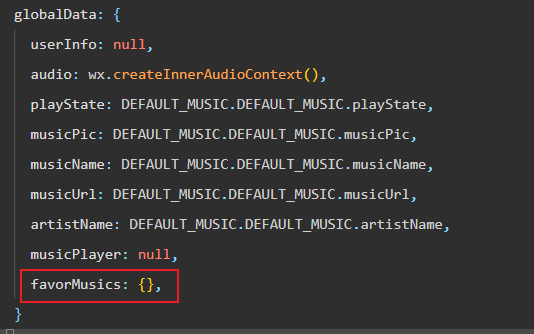 globalData: {
userInfo: null,
audio: wx.createInnerAudioContext(),
playState: DEFAULT_MUSIC.DEFAULT_MUSIC.playState,
musicPic: DEFAULT_MUSIC.DEFAULT_MUSIC.musicPic,
musicName: DEFAULT_MUSIC.DEFAULT_MUSIC.musicName,
musicUrl: DEFAULT_MUSIC.DEFAULT_MUSIC.musicUrl,
artistName: DEFAULT_MUSIC.DEFAULT_MUSIC.artistName,
musicPlayer: null,
favorMusics: {},
}